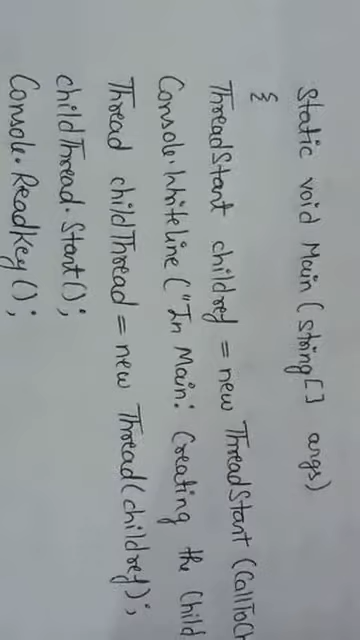 Static void Main(string[] args)
{
ThreadStart childref = new ThreadStart(CallToCh
Console.WriteLine("In Main: Creating the Child
Thread childThread = new Thread(childref);
childThread.Start();
Console.ReadKey();